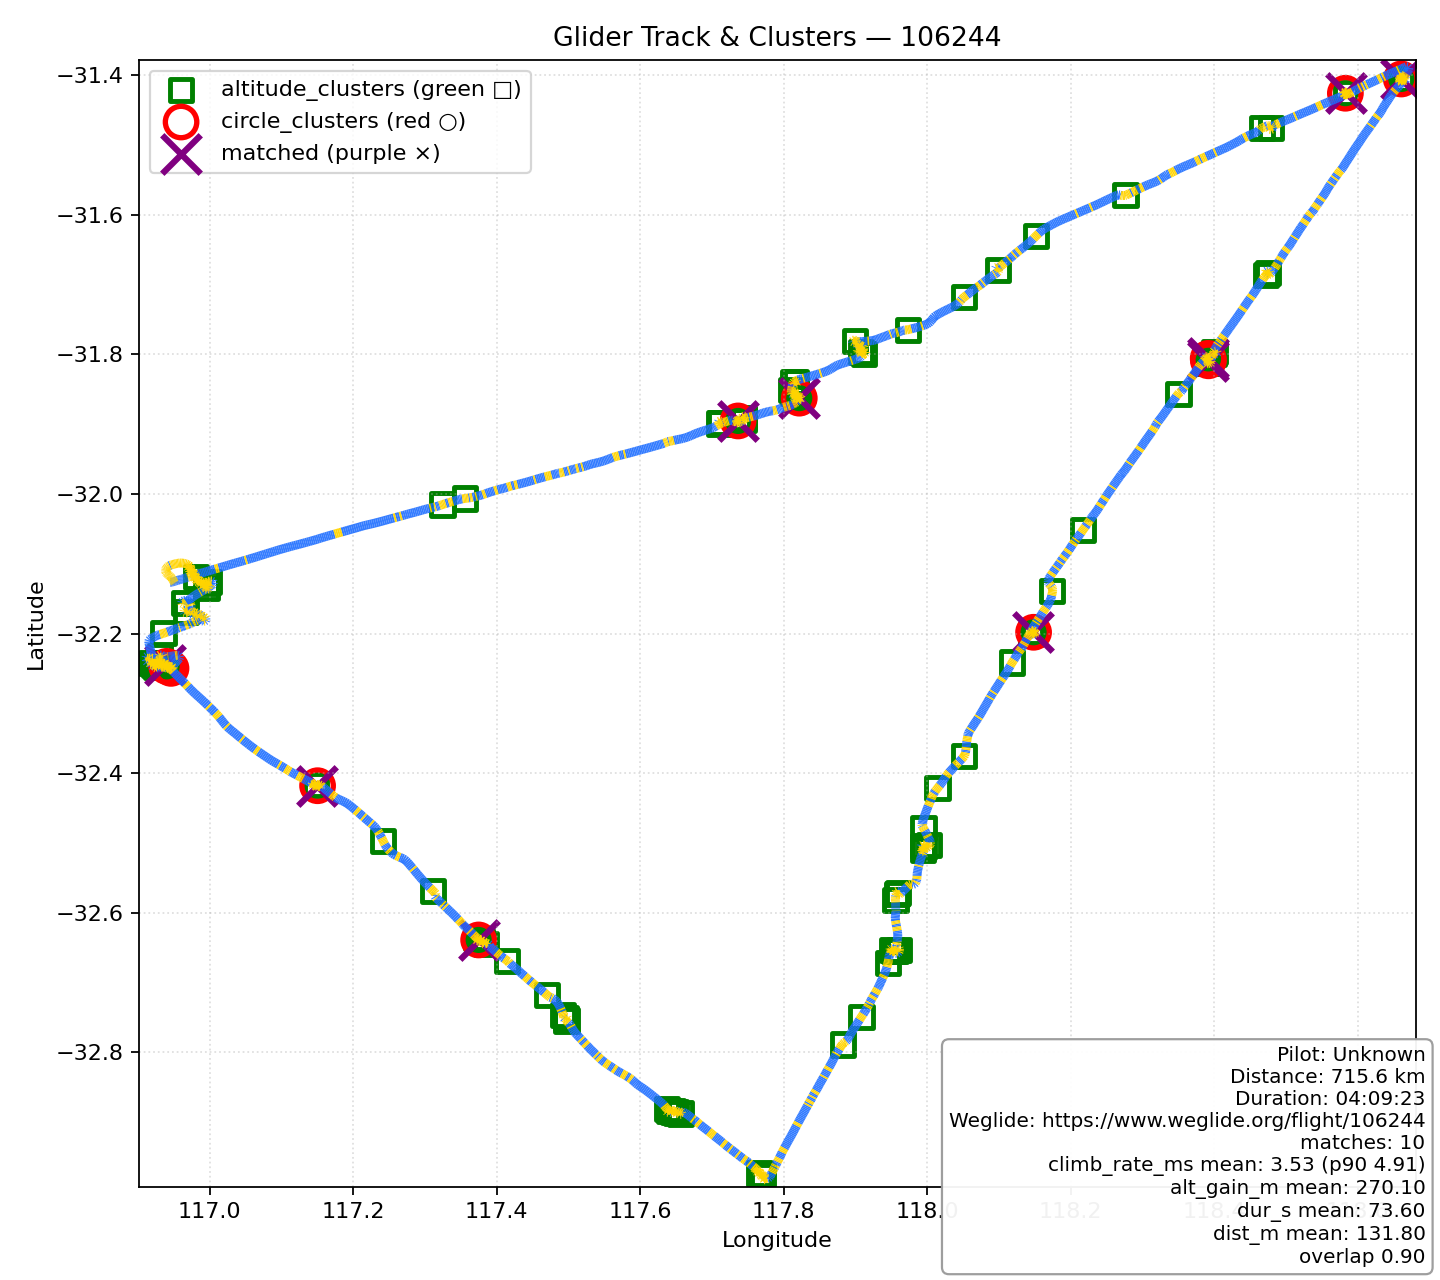 Glider Track & Clusters — 106244
altitude_clusters (green □)
circle_clusters (red ○)
matched (purple ×)
Latitude
−31.4
−31.6
−31.8
−32.0
−32.2
−32.4
−32.6
−32.8
117.0
117.2
117.4
117.6
117.8
118.0
118.2
118.4
Longitude
Pilot: Unknown
Distance: 715.6 km
Duration: 04:09:23
Weglide: https://www.weglide.org/flight/106244
matches: 10
climb_rate_ms mean: 3.53 (p90 4.91)
alt_gain_m mean: 270.10
dur_s mean: 73.60
dist_m mean: 131.80
overlap 0.90